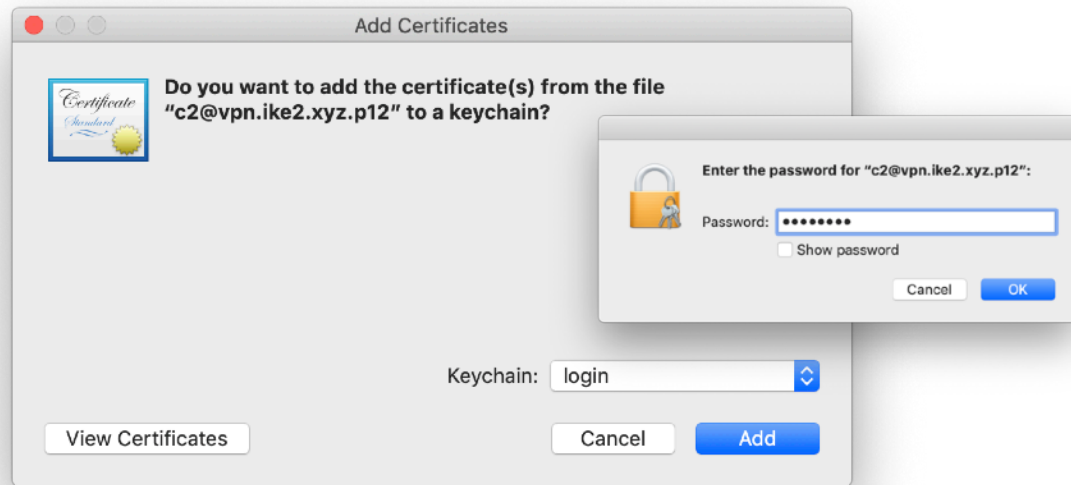 Add Certificates
Certificate
Standard
Do you want to add the certificate(s) from the file
“c2@vpn.ike2.xyz.p12” to a keychain?
Enter the password for “c2@vpn.ike2.xyz.p12”:
Password: ••••••••
Show password
Cancel OK
Keychain: login
View Certificates Cancel Add